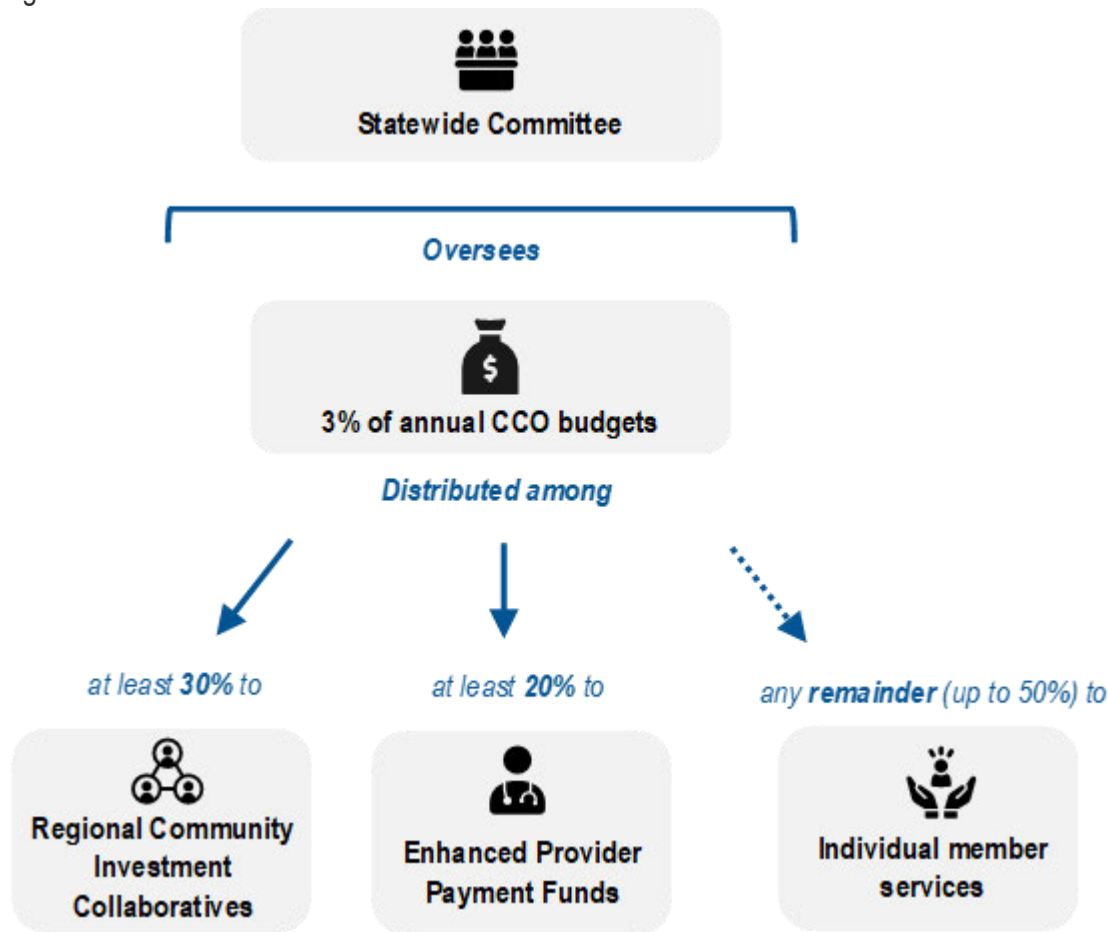 Statewide Committee
Oversees
$
3% of annual CCO budgets
Distributed among
at least 30% to
at least 20% to
any remainder (up to 50%) to
Regional Community
Investment
Collaboratives
Enhanced Provider
Payment Funds
Individual member
services